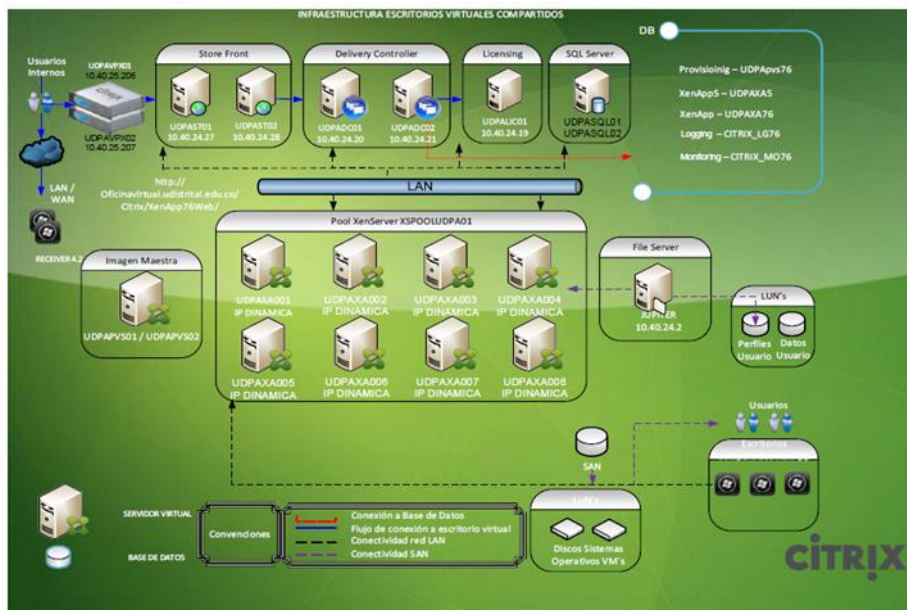 INFRAESTRUCTURA ESCRITORIOS VIRTUALES COMPARTIDOS
Usuarios
Internos
UDPAVPX01
10.40.25.206
CITRIX
UDPAVPX02
10.40.25.207
LAN /
WAN
RECEIVER 4.2
Store Front
UDPAST01
10.40.24.27
UDPAST02
10.40.24.28
Delivery Controller
UDPADC01
10.40.24.20
UDPADC02
10.40.24.21
Licensing
UDPALIC01
10.40.24.19
SQL Server
UDPASQL01
UDPASQL02
DB
Provisioinig – UDPApvs76
XenApp5 – UDPAXA5
XenApp – UDPAXA76
Logging – CITRIX_LG76
Monitoring – CITRIX_MO76
http://
Oficinavirtual.udistrital.edu.co/
Citrix/XenApp76Web/
LAN
Pool XenServer XSPOOLUDPA01
UDPAXA001
IP DINAMICA
UDPAXA002
IP DINAMICA
UDPAXA003
IP DINAMICA
UDPAXA004
IP DINAMICA
UDPAXA005
IP DINAMICA
UDPAXA006
IP DINAMICA
UDPAXA007
IP DINAMICA
UDPAXA008
IP DINAMICA
Imagen Maestra
UDPAPVS01 / UDPAPVS02
File Server
JUPITER
10.40.24.2
LUN's
Perfiles
Usuario
Datos
Usuario
Usuarios
Escritorios
SAN
LUN's
Discos Sistemas
Operativos VM's
SERVIDOR VIRTUAL
BASE DE DATOS
Convenciones
Conexión a Base de Datos
Flujo de conexión a escritorio virtual
Conectividad red LAN
Conectividad SAN
CITRIX